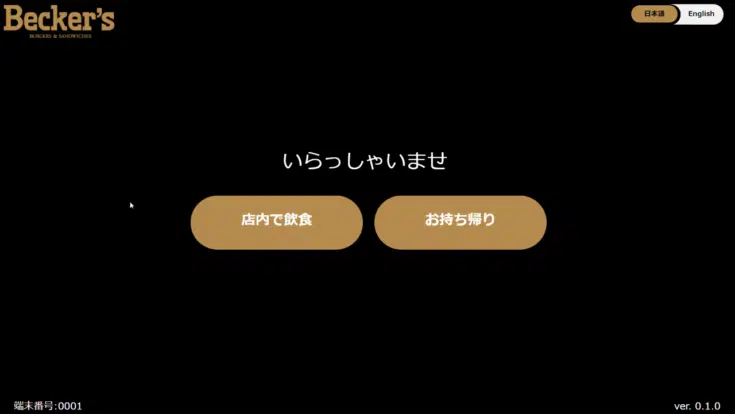 Becker's
BURGERS & SANDWICHES
日本語
English
いらっしゃいませ
店内で飲食
お持ち帰り
端末番号:0001
ver. 0.1.0